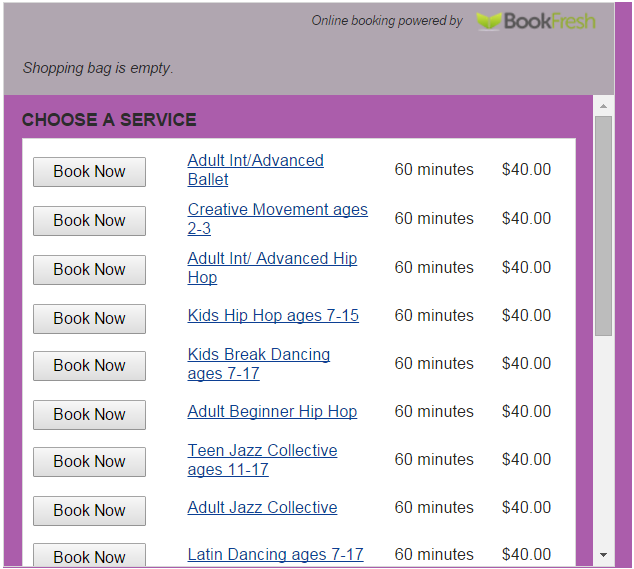 Online booking powered by BookFresh
Shopping bag is empty.
CHOOSE A SERVICE
Book Now Adult Int/Advanced 60 minutes $40.00
Ballet
Book Now Creative Movement ages 60 minutes $40.00
2-3
Book Now Adult Int/ Advanced Hip 60 minutes $40.00
Hop
Book Now Kids Hip Hop ages 7-15 60 minutes $40.00
Book Now Kids Break Dancing 60 minutes $40.00
ages 7-17
Book Now Adult Beginner Hip Hop 60 minutes $40.00
Book Now Teen Jazz Collective 60 minutes $40.00
ages 11-17
Book Now Adult Jazz Collective 60 minutes $40.00
Book Now Latin Dancing ages 7-17 60 minutes $40.00